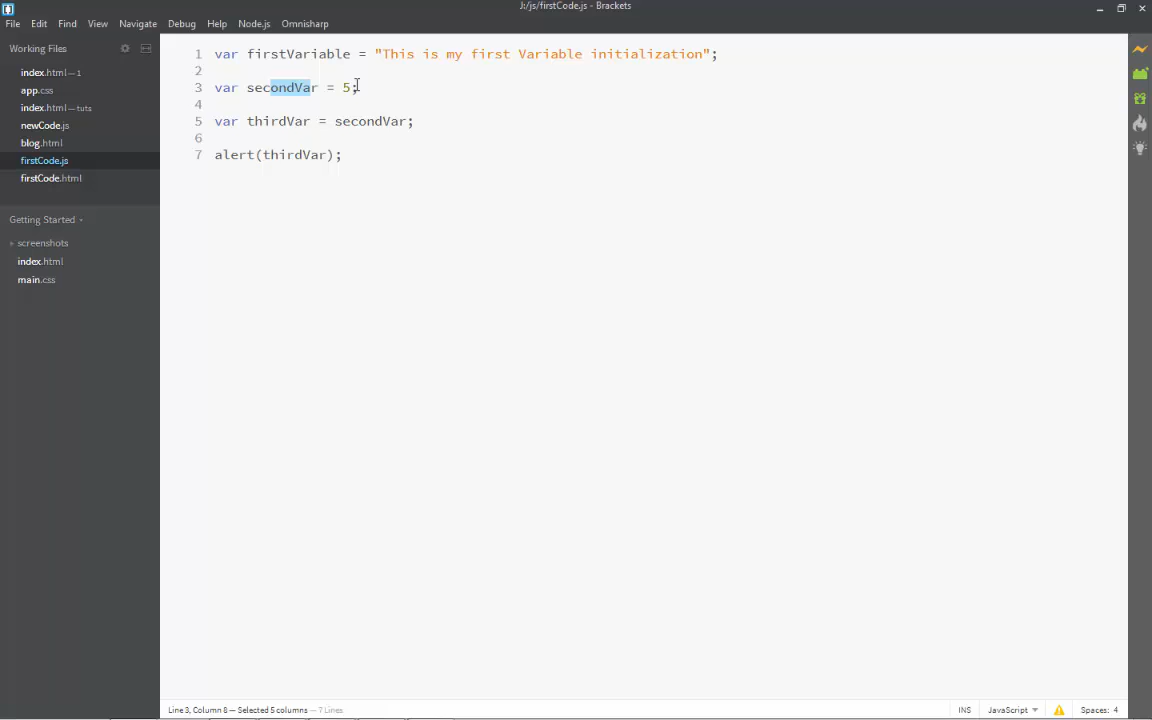 J:/js/firstCode.js - Brackets
File Edit Find View Navigate Debug Help Node.js Omnisharp
Working Files
index.html — 1
app.css
index.html — tuts
newCode.js
blog.html
firstCode.js
firstCode.html
Getting Started
screenshots
index.html
main.css
1 var firstVariable = "This is my first Variable initialization";
2
3 var secondVar = 5;
4
5 var thirdVar = secondVar;
6
7 alert(thirdVar);
Line 3, Column 8 — Selected 5 columns — 7 Lines
INS JavaScript Spaces: 4